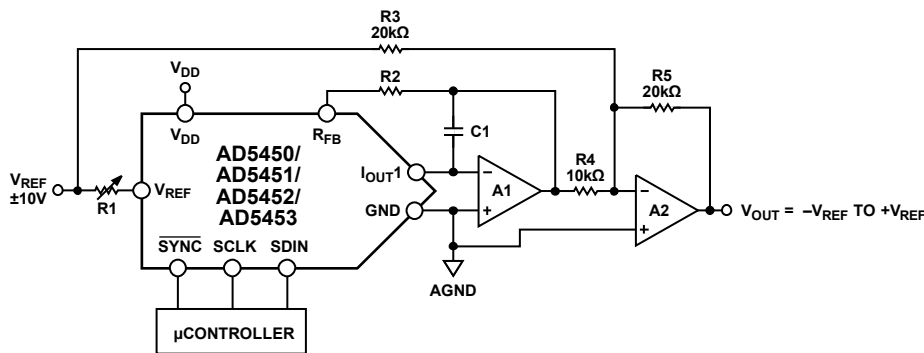 R3
20kΩ
VDD
R2
R5
20kΩ
VDD
RFB
C1
AD5450/
AD5451/
AD5452/
AD5453
IOUT1
VREF
±10V
R1
VREF
A1
R4
10kΩ
GND
A2
VOUT = –VREF TO +VREF
SYNC SCLK SDIN
AGND
µCONTROLLER